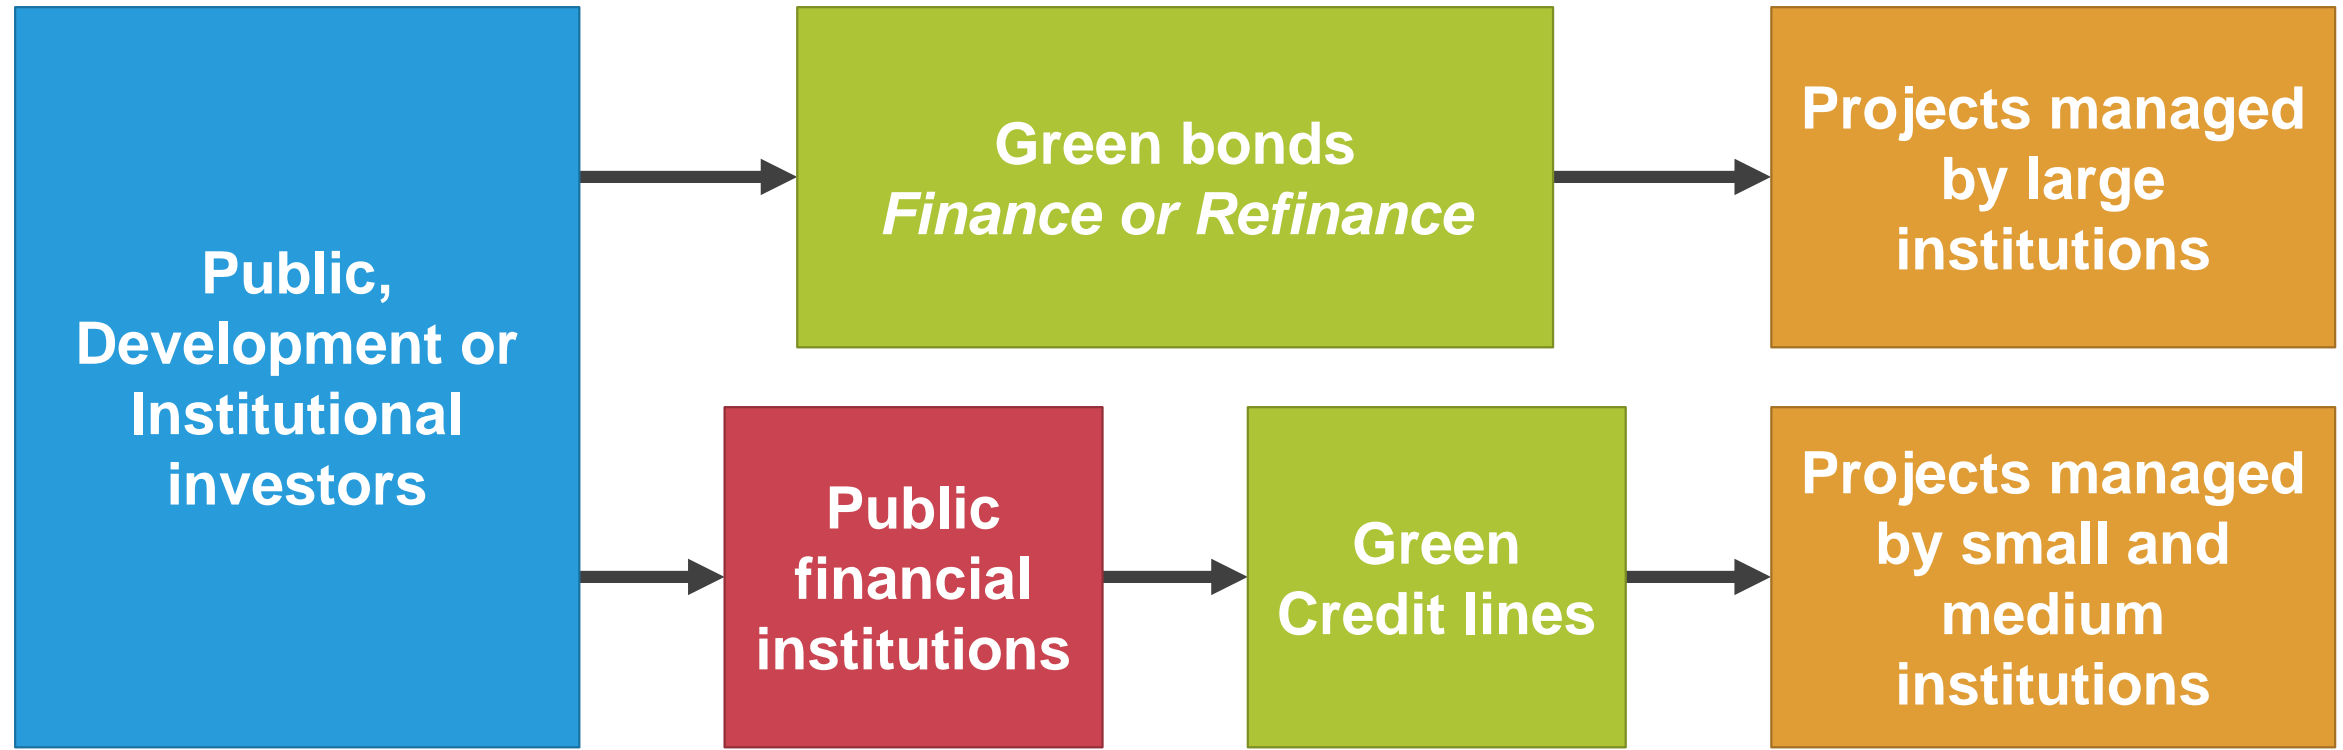 Public,
Development or
Institutional
investors
Green bonds
Finance or Refinance
Projects managed
by large
institutions
Public
financial
institutions
Green
Credit lines
Projects managed
by small and
medium
institutions